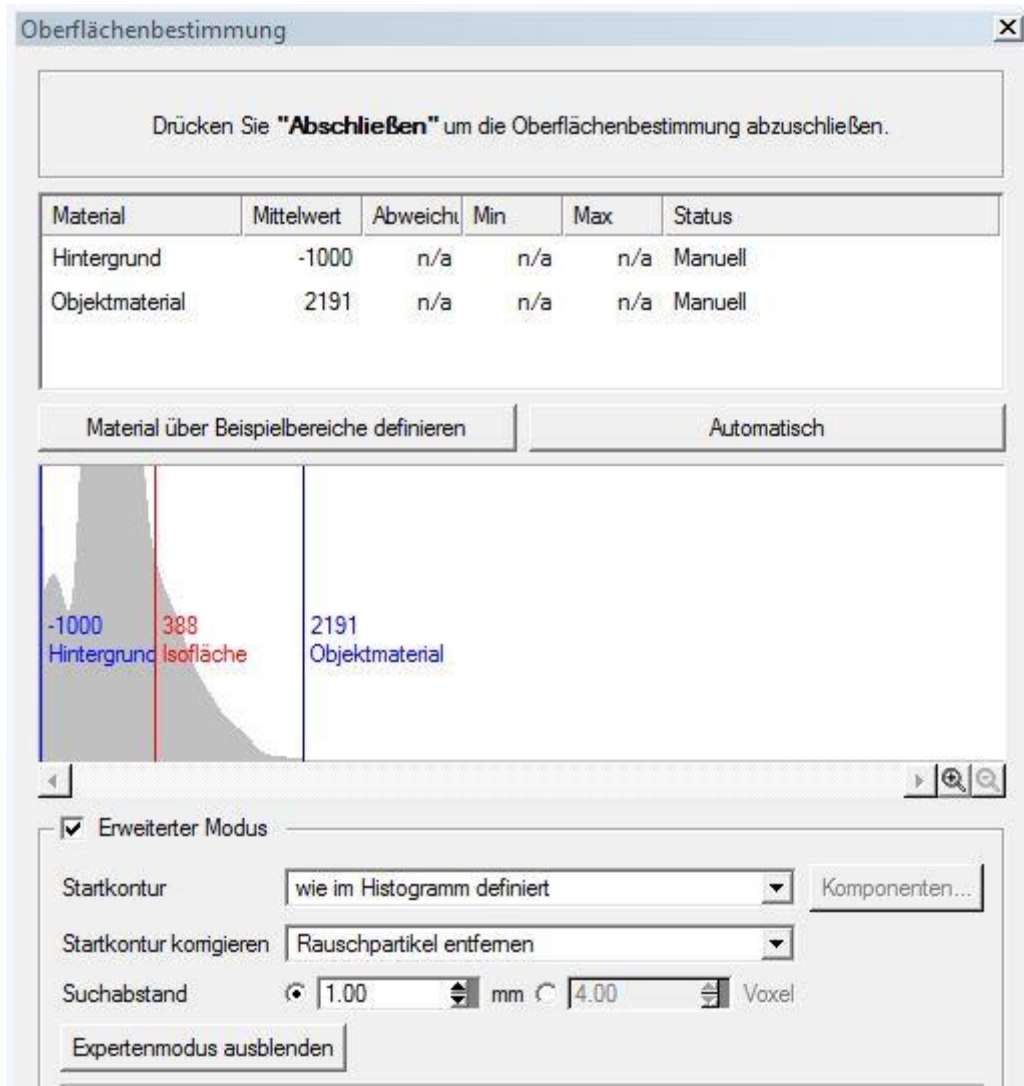 Oberflächenbestimmung
Drücken Sie "Abschließen" um die Oberflächenbestimmung abzuschließen.
Material Mittelwert Abweichu Min Max Status
Hintergrund -1000 n/a n/a n/a Manuell
Objektmaterial 2191 n/a n/a n/a Manuell
Material über Beispielbereiche definieren Automatisch
-1000 388 2191
Hintergrund Isofläche Objektmaterial
Erweiterter Modus
Startkontur wie im Histogramm definiert Komponenten...
Startkontur korrigieren Rauschpartikel entfernen
Suchabstand 1.00 mm 4.00 Voxel
Expertenmodus ausblenden